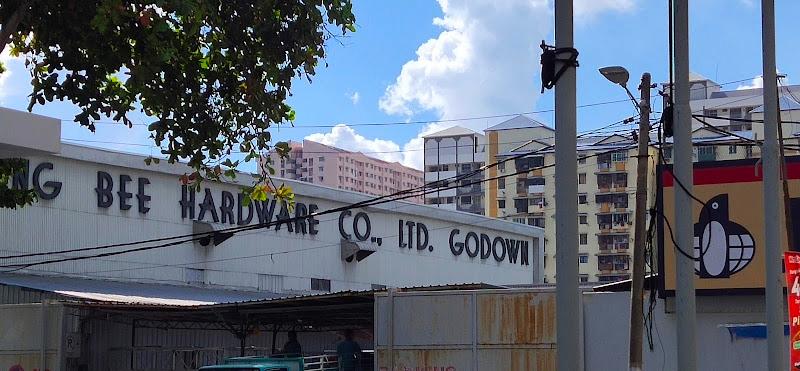 NG BEE HARDWARE CO., LTD. GODOWN